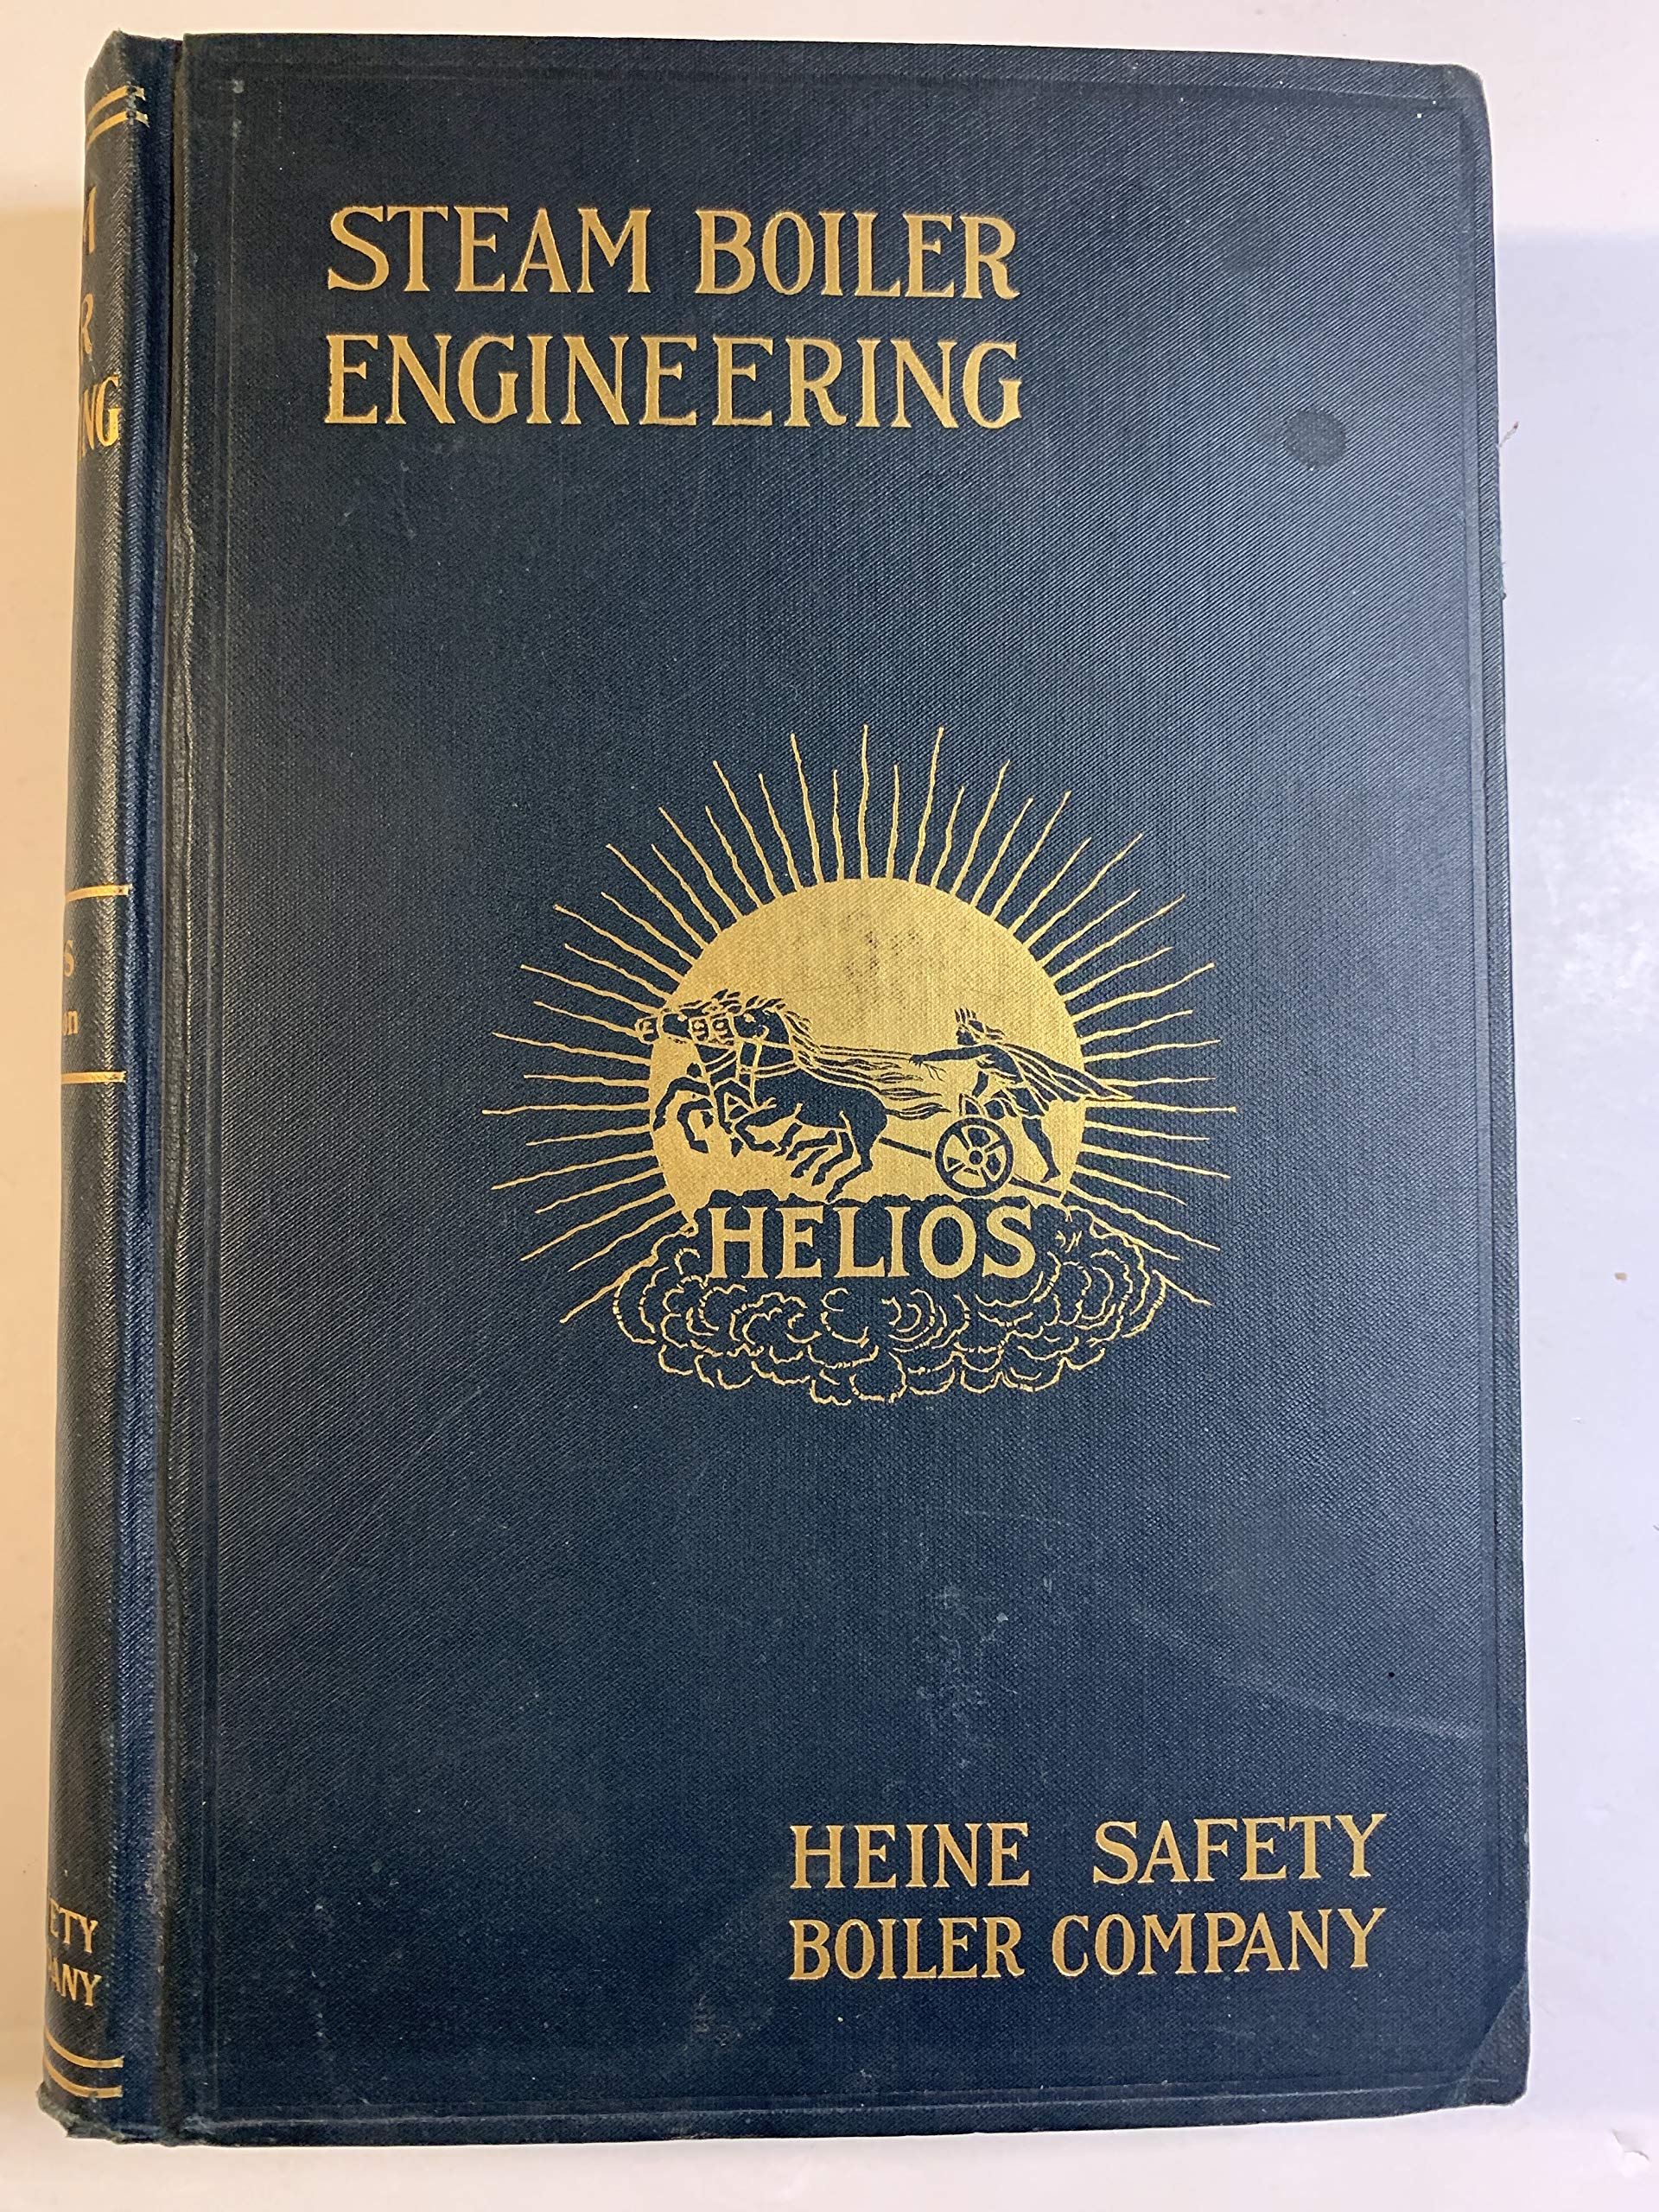 STEAM BOILER
ENGINEERING
HELIOS
HEINE SAFETY
BOILER COMPANY